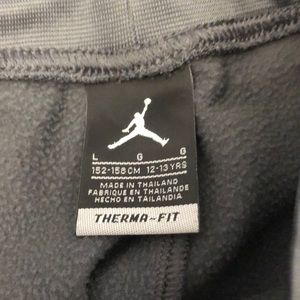 L G G
152-158CM 12-13YRS
MADE IN THAILAND
FABRIQUE EN THAILANDE
HECHO EN TAILANDIA
THERMA-FIT